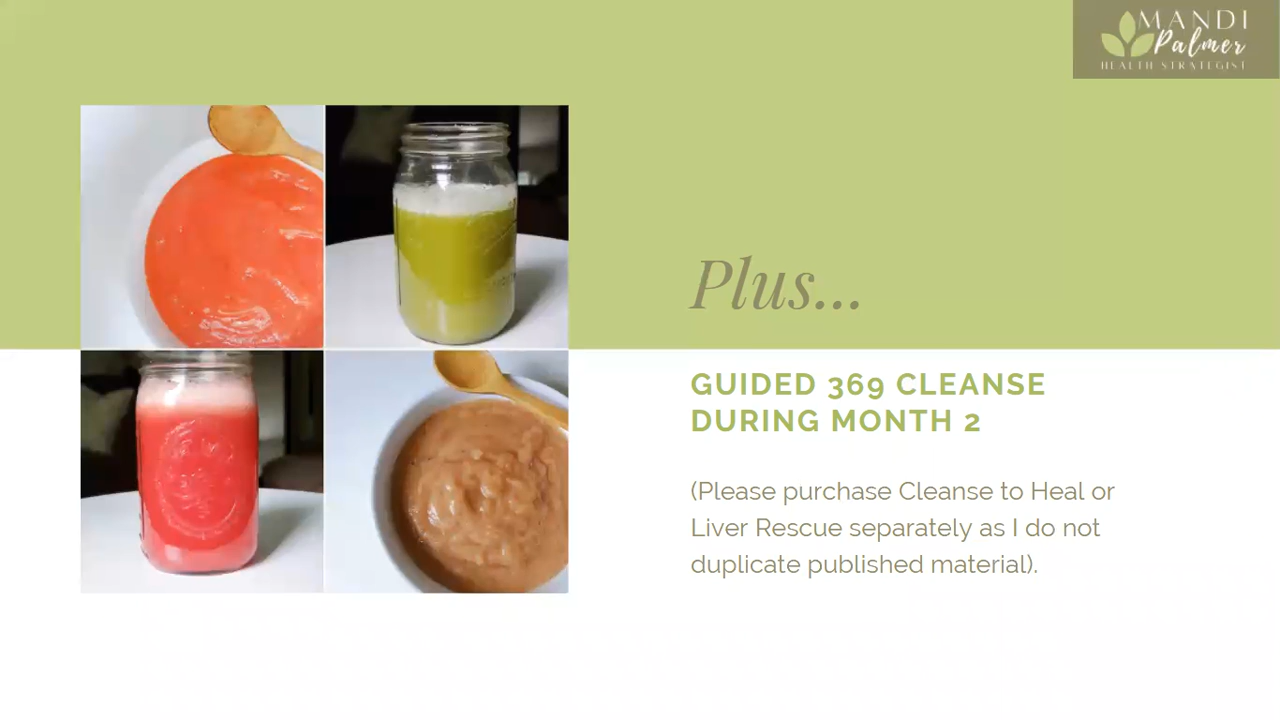 MANDI
Palmer
HEALTH STRATEGIST
Plus...
GUIDED 369 CLEANSE
DURING MONTH 2
(Please purchase Cleanse to Heal or
Liver Rescue separately as I do not
duplicate published material).